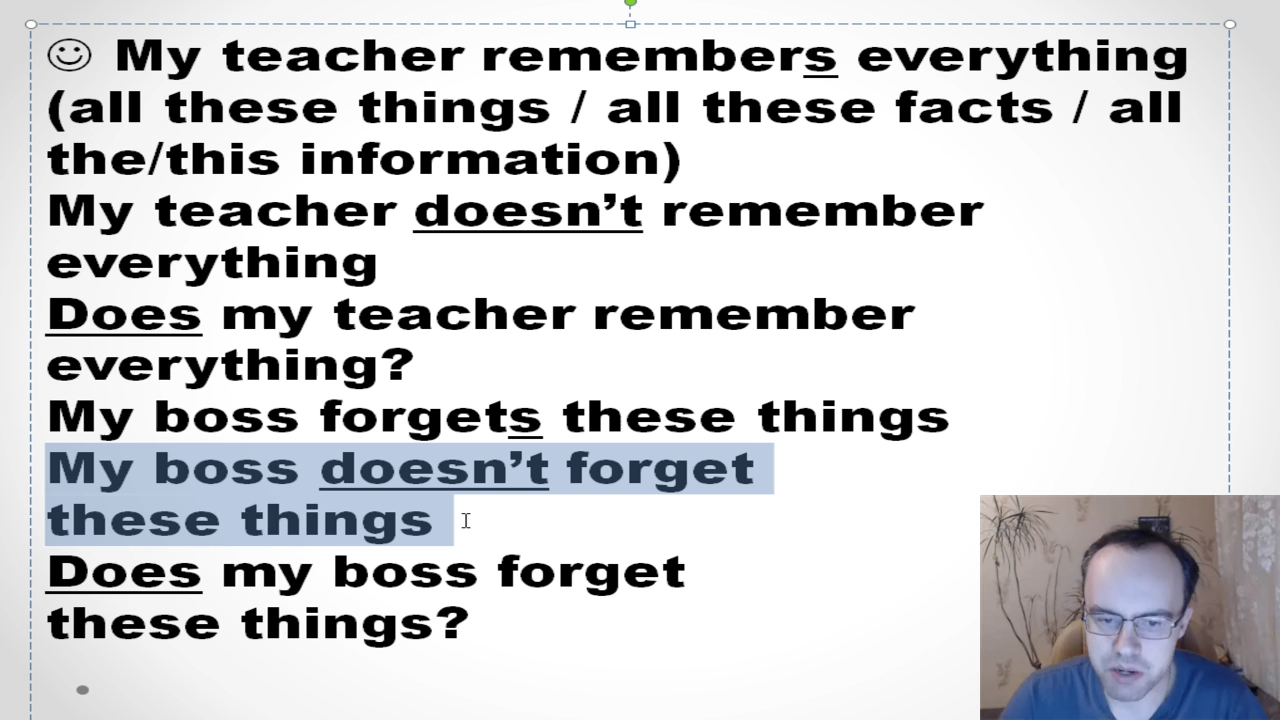 ☺ My teacher remembers everything
(all these things / all these facts / all
the/this information)
My teacher doesn’t remember
everything
Does my teacher remember
everything?
My boss forgets these things
My boss doesn’t forget
these things
Does my boss forget
these things?